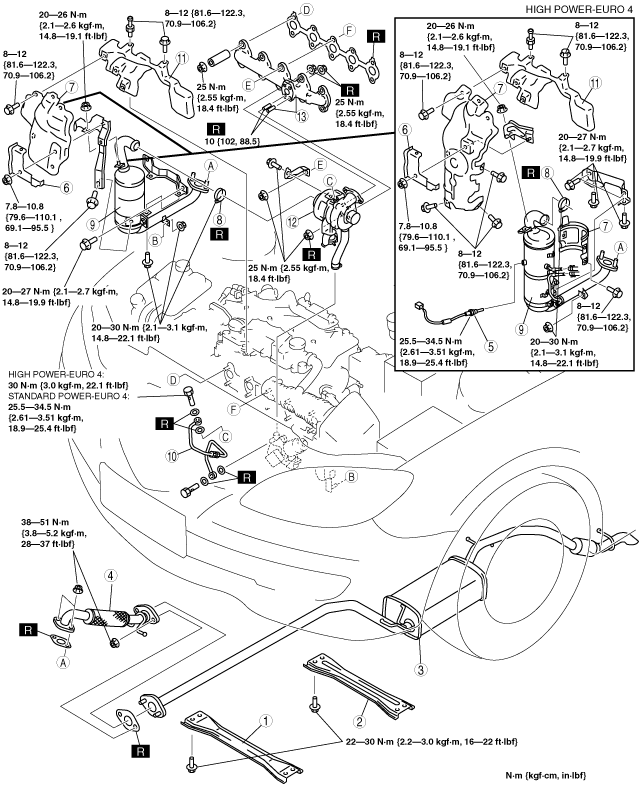 HIGH POWER-EURO 4
20—26 N·m
{2.1—2.6 kgf·m,
14.8—19.1 ft·lbf}
8—12 {81.6—122.3,
70.9—106.2}
D
F
R
11
8—12
{81.6—122.3,
70.9—106.2}
7
E
25 N·m
{2.55 kgf·m,
18.4 ft·lbf}
R
25 N·m
{2.55 kgf·m,
18.4 ft·lbf}
13
R
10 {102, 88.5}
A
E
C
6
7.8—10.8
{79.6—110.1 ,
69.1—95.5 }
9
B
8
R
12
R
8—12
{81.6—122.3,
70.9—106.2}
25 N·m {2.55 kgf·m,
18.4 ft·lbf}
20—27 N·m {2.1—2.7 kgf·m,
14.8—19.9 ft·lbf}
20—30 N·m {2.1—3.1 kgf·m,
14.8—22.1 ft·lbf}
20—26 N·m
{2.1—2.6 kgf·m,
14.8—19.1 ft·lbf}
8—12
{81.6—122.3,
70.9—106.2}
8—12
{81.6—122.3,
70.9—106.2}
7
11
6
20—27 N·m
{2.1—2.7 kgf·m,
14.8—19.9 ft·lbf}
R
8
7.8—10.8
{79.6—110.1 ,
69.1—95.5 }
7
A
8—12
{81.6—122.3,
70.9—106.2}
9
8—12
{81.6—122.3,
70.9—106.2}
5
25.5—34.5 N·m
{2.61—3.51 kgf·m,
18.9—25.4 ft·lbf}
20—30 N·m
{2.1—3.1 kgf·m,
14.8—22.1 ft·lbf}
HIGH POWER-EURO 4:
30 N·m {3.0 kgf·m, 22.1 ft·lbf}
STANDARD POWER-EURO 4:
25.5—34.5 N·m
{2.61—3.51 kgf·m,
18.9—25.4 ft·lbf}
D
F
R
C
10
R
B
38—51 N·m
{3.8—5.2 kgf·m,
28—37 ft·lbf}
4
R
A
3
R
1
2
22—30 N·m {2.2—3.0 kgf·m, 16—22 ft·lbf}
N·m {kgf·cm, in·lbf}